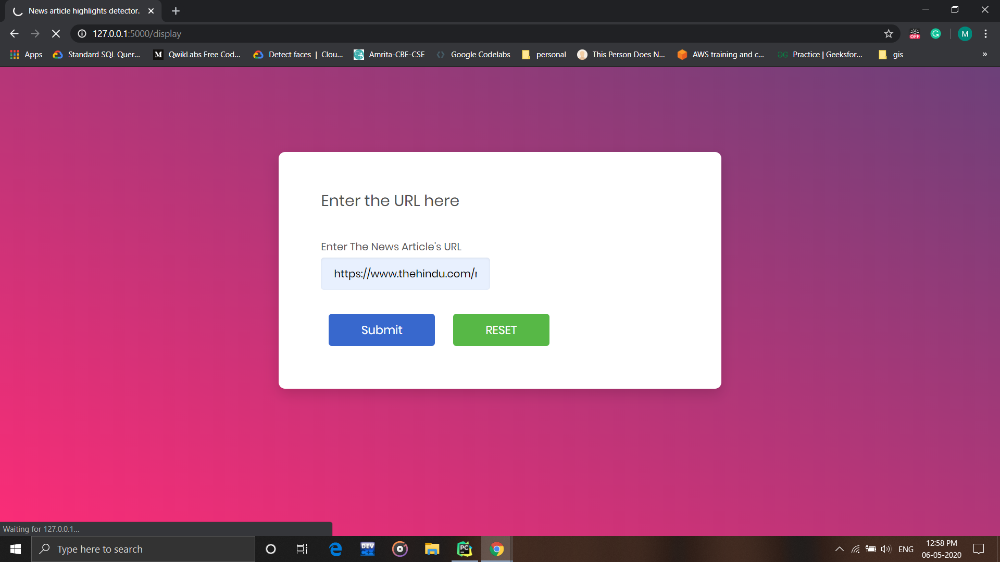 News article highlights detector.
127.0.0.1:5000/display
OFF
G
M
Apps
Standard SQL Quer...
M
QwikLabs Free Cod...
Detect faces | Clou...
Amrita-CBE-CSE
Google Codelabs
personal
This Person Does N...
AWS training and c...
Practice | Geeksfor...
gis
»
Enter the URL here
Enter The News Article's URL
https://www.thehindu.com/
Submit
RESET
Waiting for 127.0.0.1...
Type here to search
DEV
C++
PC
ENG
12:58 PM
06-05-2020